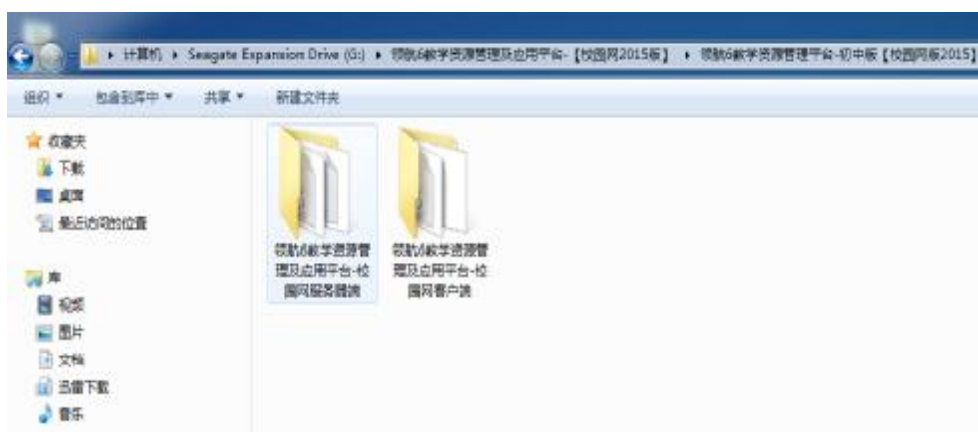 计算机 ▸ Seagate Expansion Drive (G:) ▸ 领航6教学资源管理及应用平台-【校园网2015版】 ▸ 领航6教学资源管理平台-初中版【校园网版2015】
组织 包含到库中 共享 新建文件夹
收藏夹
下载
桌面
最近访问的位置
库
视频
图片
文档
迅雷下载
音乐
领航6教学资源管
理及应用平台-校
园网服务器端
领航6教学资源管
理及应用平台-校
园网客户端